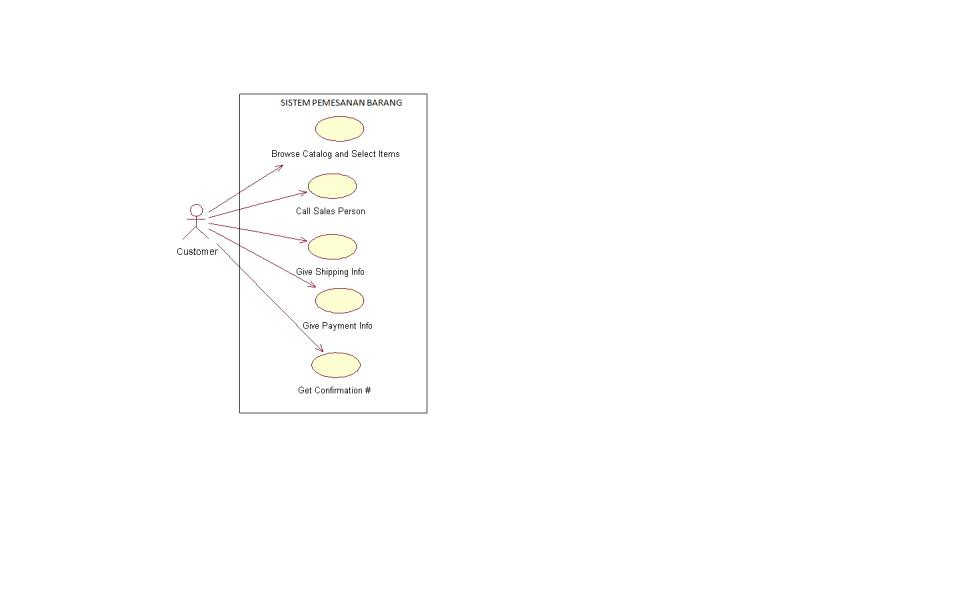 SISTEM PEMESANAN BARANG
Browse Catalog and Select Items
Call Sales Person
Customer
Give Shipping Info
Give Payment Info
Get Confirmation #